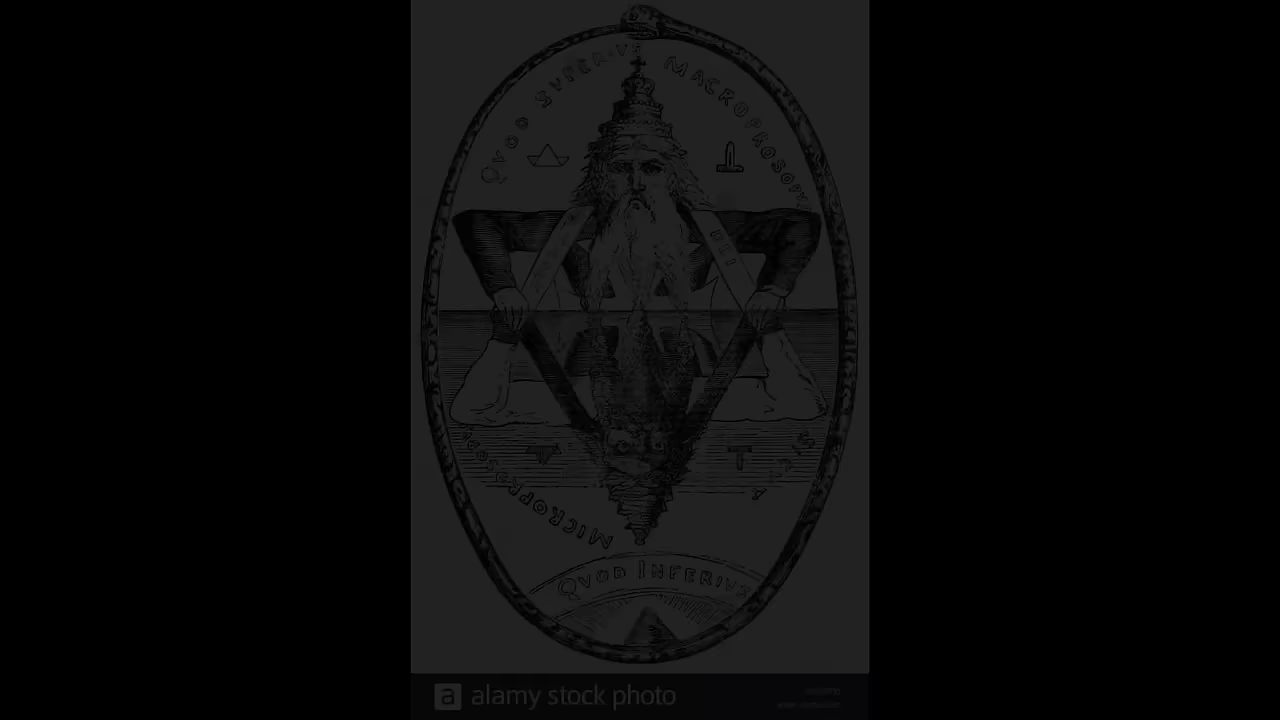 QVOD SVPERIVS
MACROPROSOPVS
MICROPROSOPVS
QVOD INFERIVS
a alamy stock photo